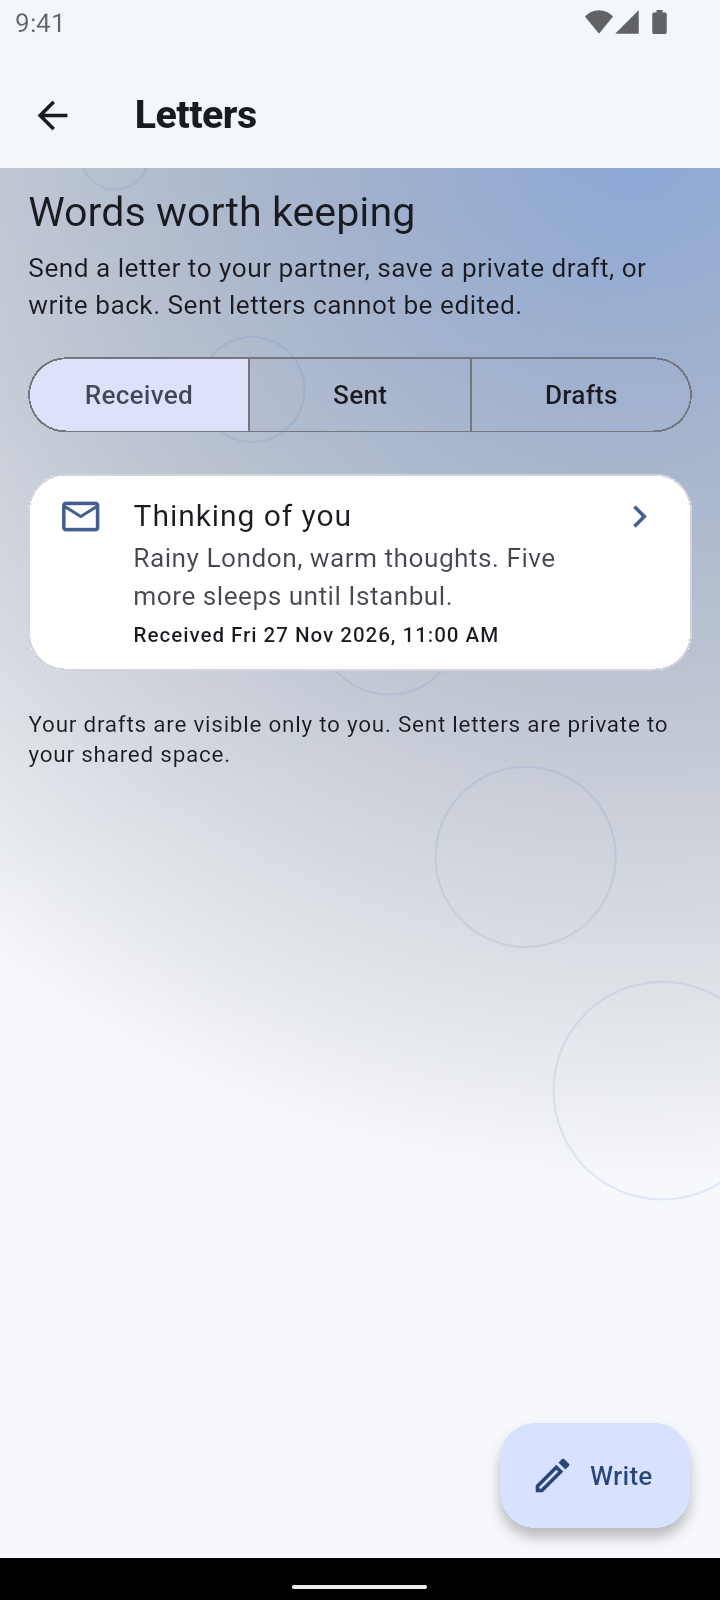 9:41
Letters
Words worth keeping
Send a letter to your partner, save a private draft, or
write back. Sent letters cannot be edited.
Received
Sent
Drafts
Thinking of you
Rainy London, warm thoughts. Five
more sleeps until Istanbul.
Received Fri 27 Nov 2026, 11:00 AM
Your drafts are visible only to you. Sent letters are private to
your shared space.
Write